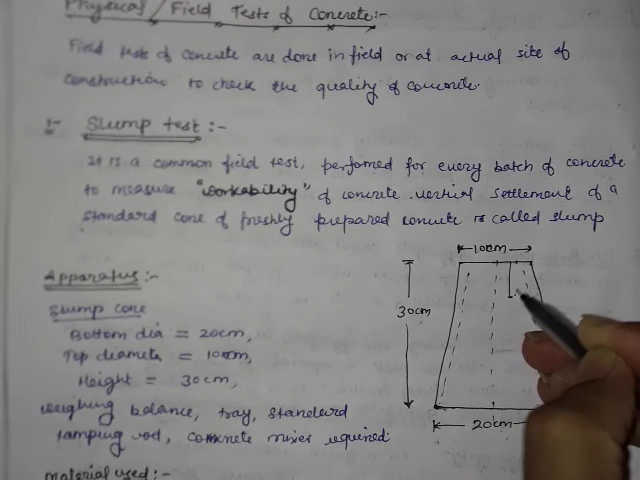 Physical/Field Tests of Concrete:-
Field tests of concrete are done in field or at actual site of
construction to check the quality of concrete.
1- Slump test:-
It is a common field test, perfomed for every batch of concrete
to measure "workability" of concrete. vertical settlement of a
standard cone of freshly prepared concrete is called slump
10cm
Apparatus:-
30cm
Slump cone
Bottom dia = 20cm,
Top diameter = 10cm,
Height = 30cm,
weighing balance, tray, standard
20cm
tamping rod, concrete mixer required
Material used:-